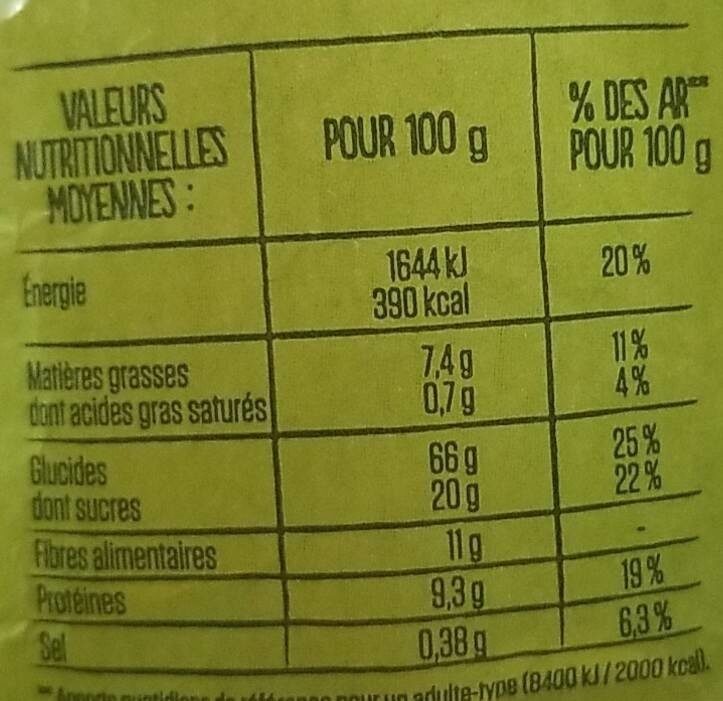 VALEURS
NUTRITIONNELLES
MOYENNES :
POUR 100 g
% DES AR**
POUR 100 g
Énergie
1644 kJ
390 kcal
20 %
Matières grasses 7,4 g 11 %
dont acides gras saturés 0,7 g 4 %
Glucides 66 g 25 %
dont sucres 20 g 22 %
Fibres alimentaires 11 g -
Protéines 9,3 g 19 %
Sel 0,38 g 6,3 %
** pour un adulte-type (8400 kJ / 2000 kcal).